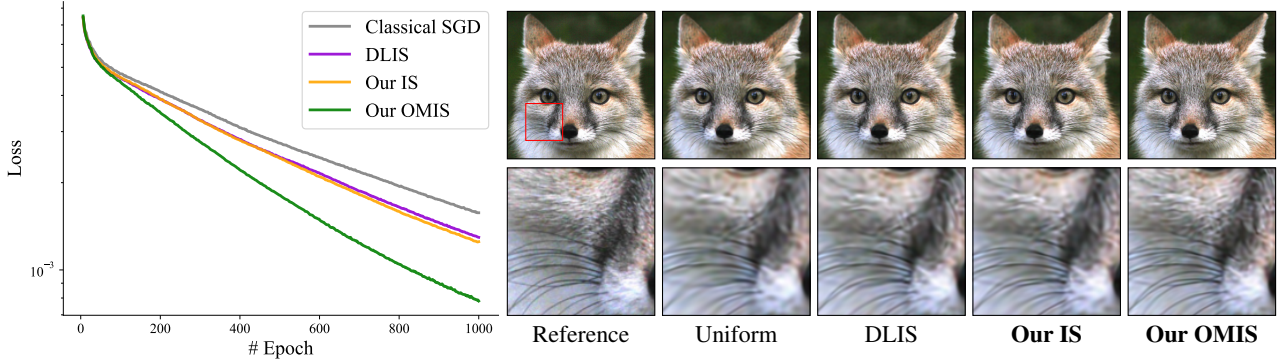 Classical SGD
DLIS
Our IS
Our OMIS
Loss
10⁻³
0 200 400 600 800 1000
# Epoch
Reference Uniform DLIS Our IS Our OMIS